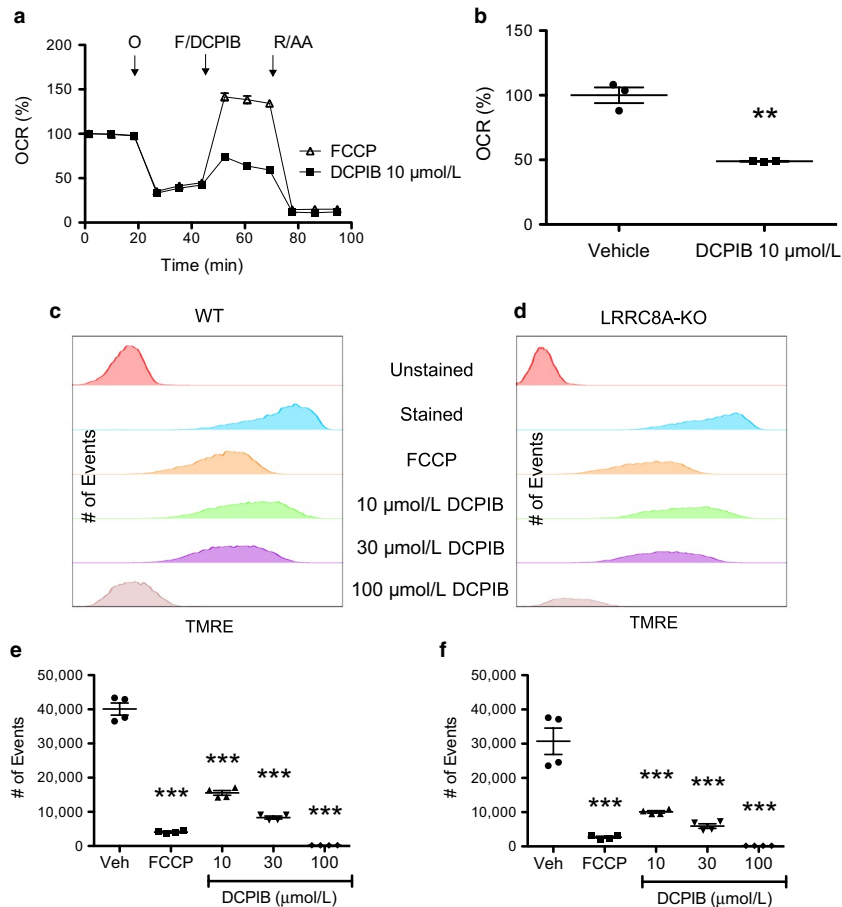 a
O F/DCPIB R/AA
200
150
100
50
0
OCR (%)
0 20 40 60 80 100
Time (min)
FCCP
DCPIB 10 µmol/L
b
150
100
50
0
OCR (%)
**
Vehicle DCPIB 10 µmol/L
c
WT
# of Events
TMRE
Unstained
Stained
FCCP
10 µmol/L DCPIB
30 µmol/L DCPIB
100 µmol/L DCPIB
d
LRRC8A-KO
# of Events
TMRE
e
50,000
40,000
30,000
20,000
10,000
0
# of Events
*** *** *** ***
Veh FCCP 10 30 100
DCPIB (µmol/L)
f
50,000
40,000
30,000
20,000
10,000
0
# of Events
*** *** *** ***
Veh FCCP 10 30 100
DCPIB (µmol/L)